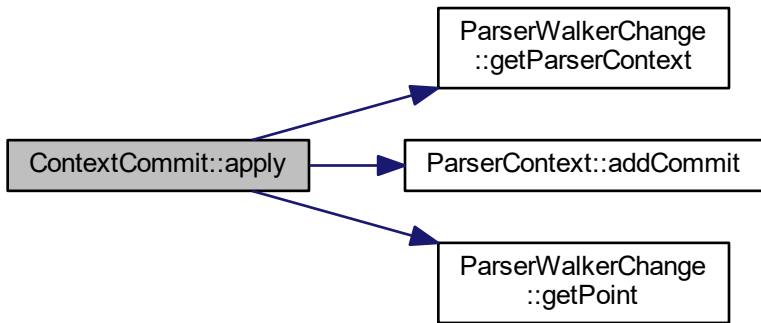 ParserWalkerChange
::getParserContext
ContextCommit::apply
ParserContext::addCommit
ParserWalkerChange
::getPoint